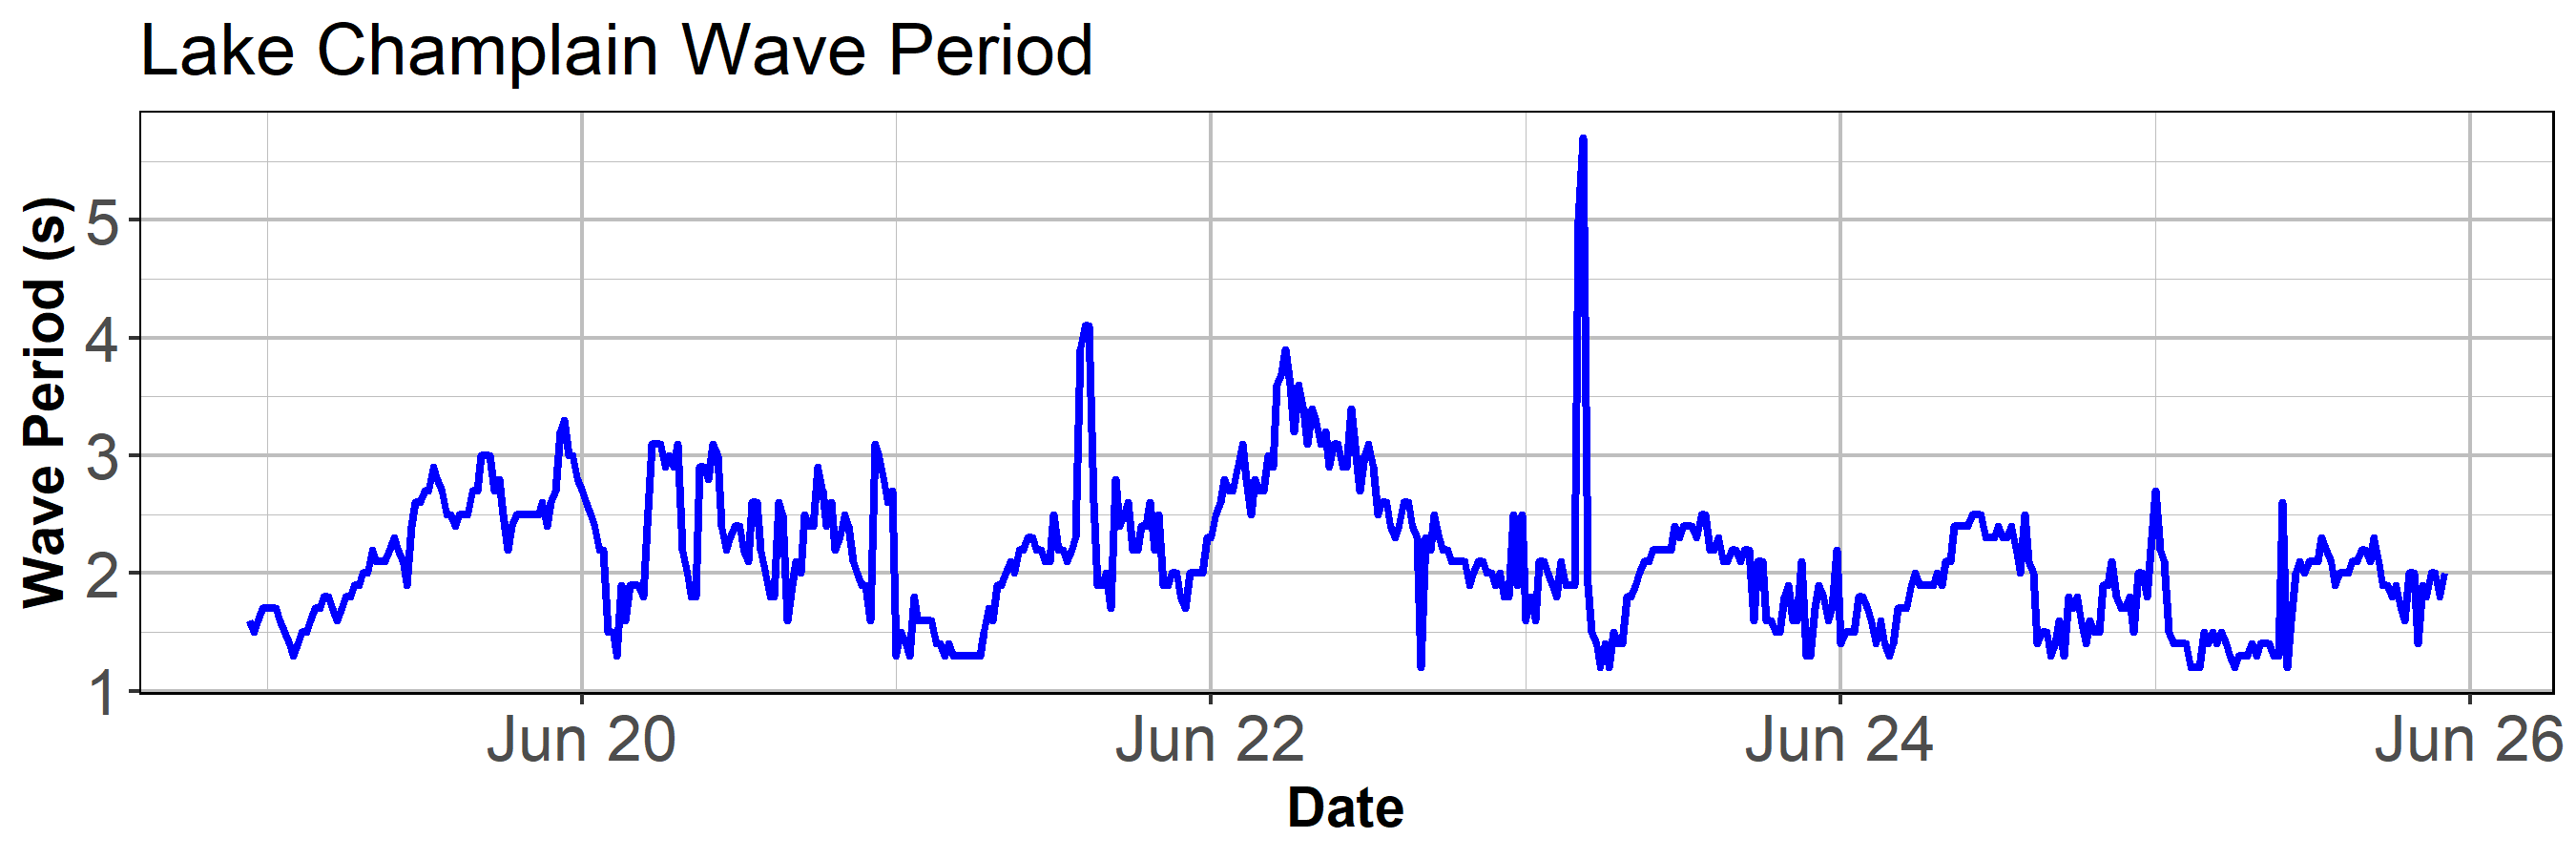 Lake Champlain Wave Period
Wave Period (s)
5
4
3
2
1
Jun 20
Jun 22
Jun 24
Jun 26
Date